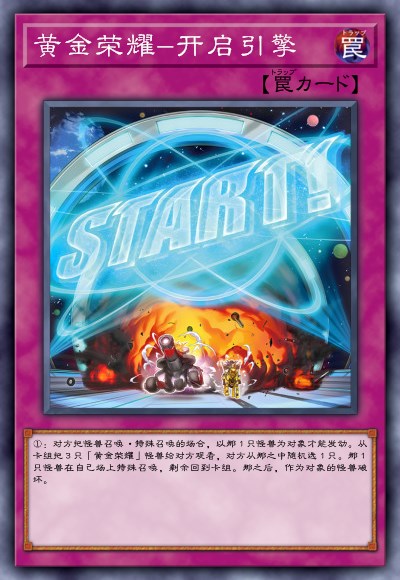 黄金荣耀-开启引擎
トラップ
罠
トラップ
【罠カード】
START!
①：对方把怪兽召唤·特殊召唤的场合，以那１只怪兽为对象才能发动。从
卡组把３只「黄金荣耀」怪兽给对方观看，对方从那之中随机选１只。那１
只怪兽在自己场上特殊召唤，剩余回到卡组。那之后，作为对象的怪兽破
坏。